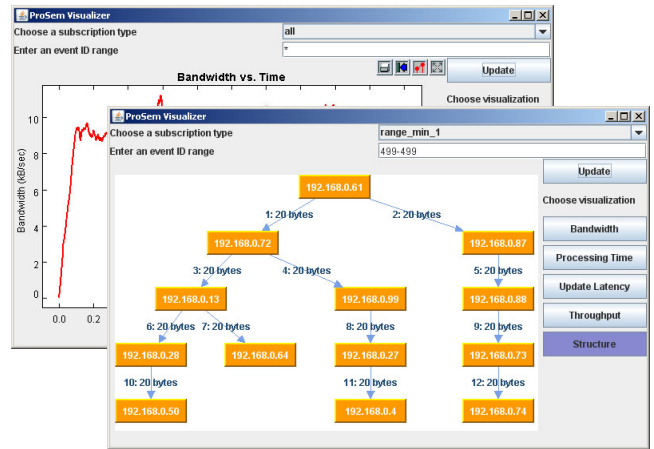 ProSem Visualizer
Choose a subscription type
all
Enter an event ID range
*
Update
Bandwidth vs. Time
Choose visualization
Bandwidth (kB/sec)
10
8
6
4
2
0
0.0
0.2
ProSem Visualizer
Choose a subscription type
range_min_1
Enter an event ID range
499-499
Update
Choose visualization
Bandwidth
Processing Time
Update Latency
Throughput
Structure
192.168.0.61
1: 20 bytes
2: 20 bytes
192.168.0.72
192.168.0.87
3: 20 bytes
4: 20 bytes
5: 20 bytes
192.168.0.13
192.168.0.99
192.168.0.88
6: 20 bytes
7: 20 bytes
8: 20 bytes
9: 20 bytes
192.168.0.28
192.168.0.64
192.168.0.27
192.168.0.73
10: 20 bytes
11: 20 bytes
12: 20 bytes
192.168.0.50
192.168.0.4
192.168.0.74